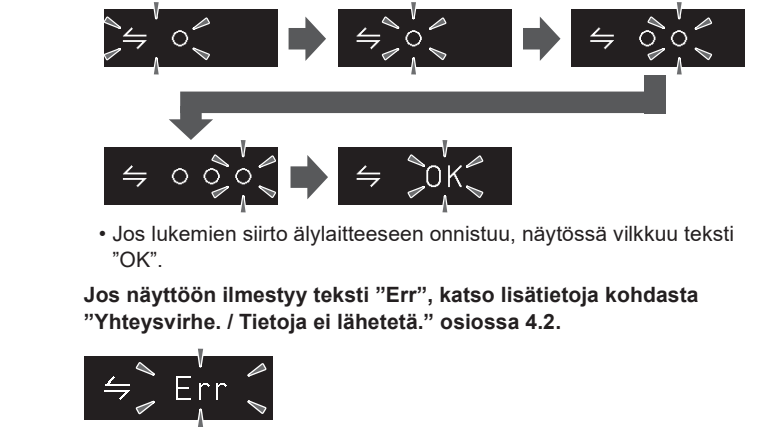 OK
• Jos lukemien siirto älylaitteeseen onnistuu, näytössä vilkkuu teksti
”OK”.
Jos näyttöön ilmestyy teksti ”Err”, katso lisätietoja kohdasta
”Yhteysvirhe. / Tietoja ei lähetetä.” osiossa 4.2.
Err